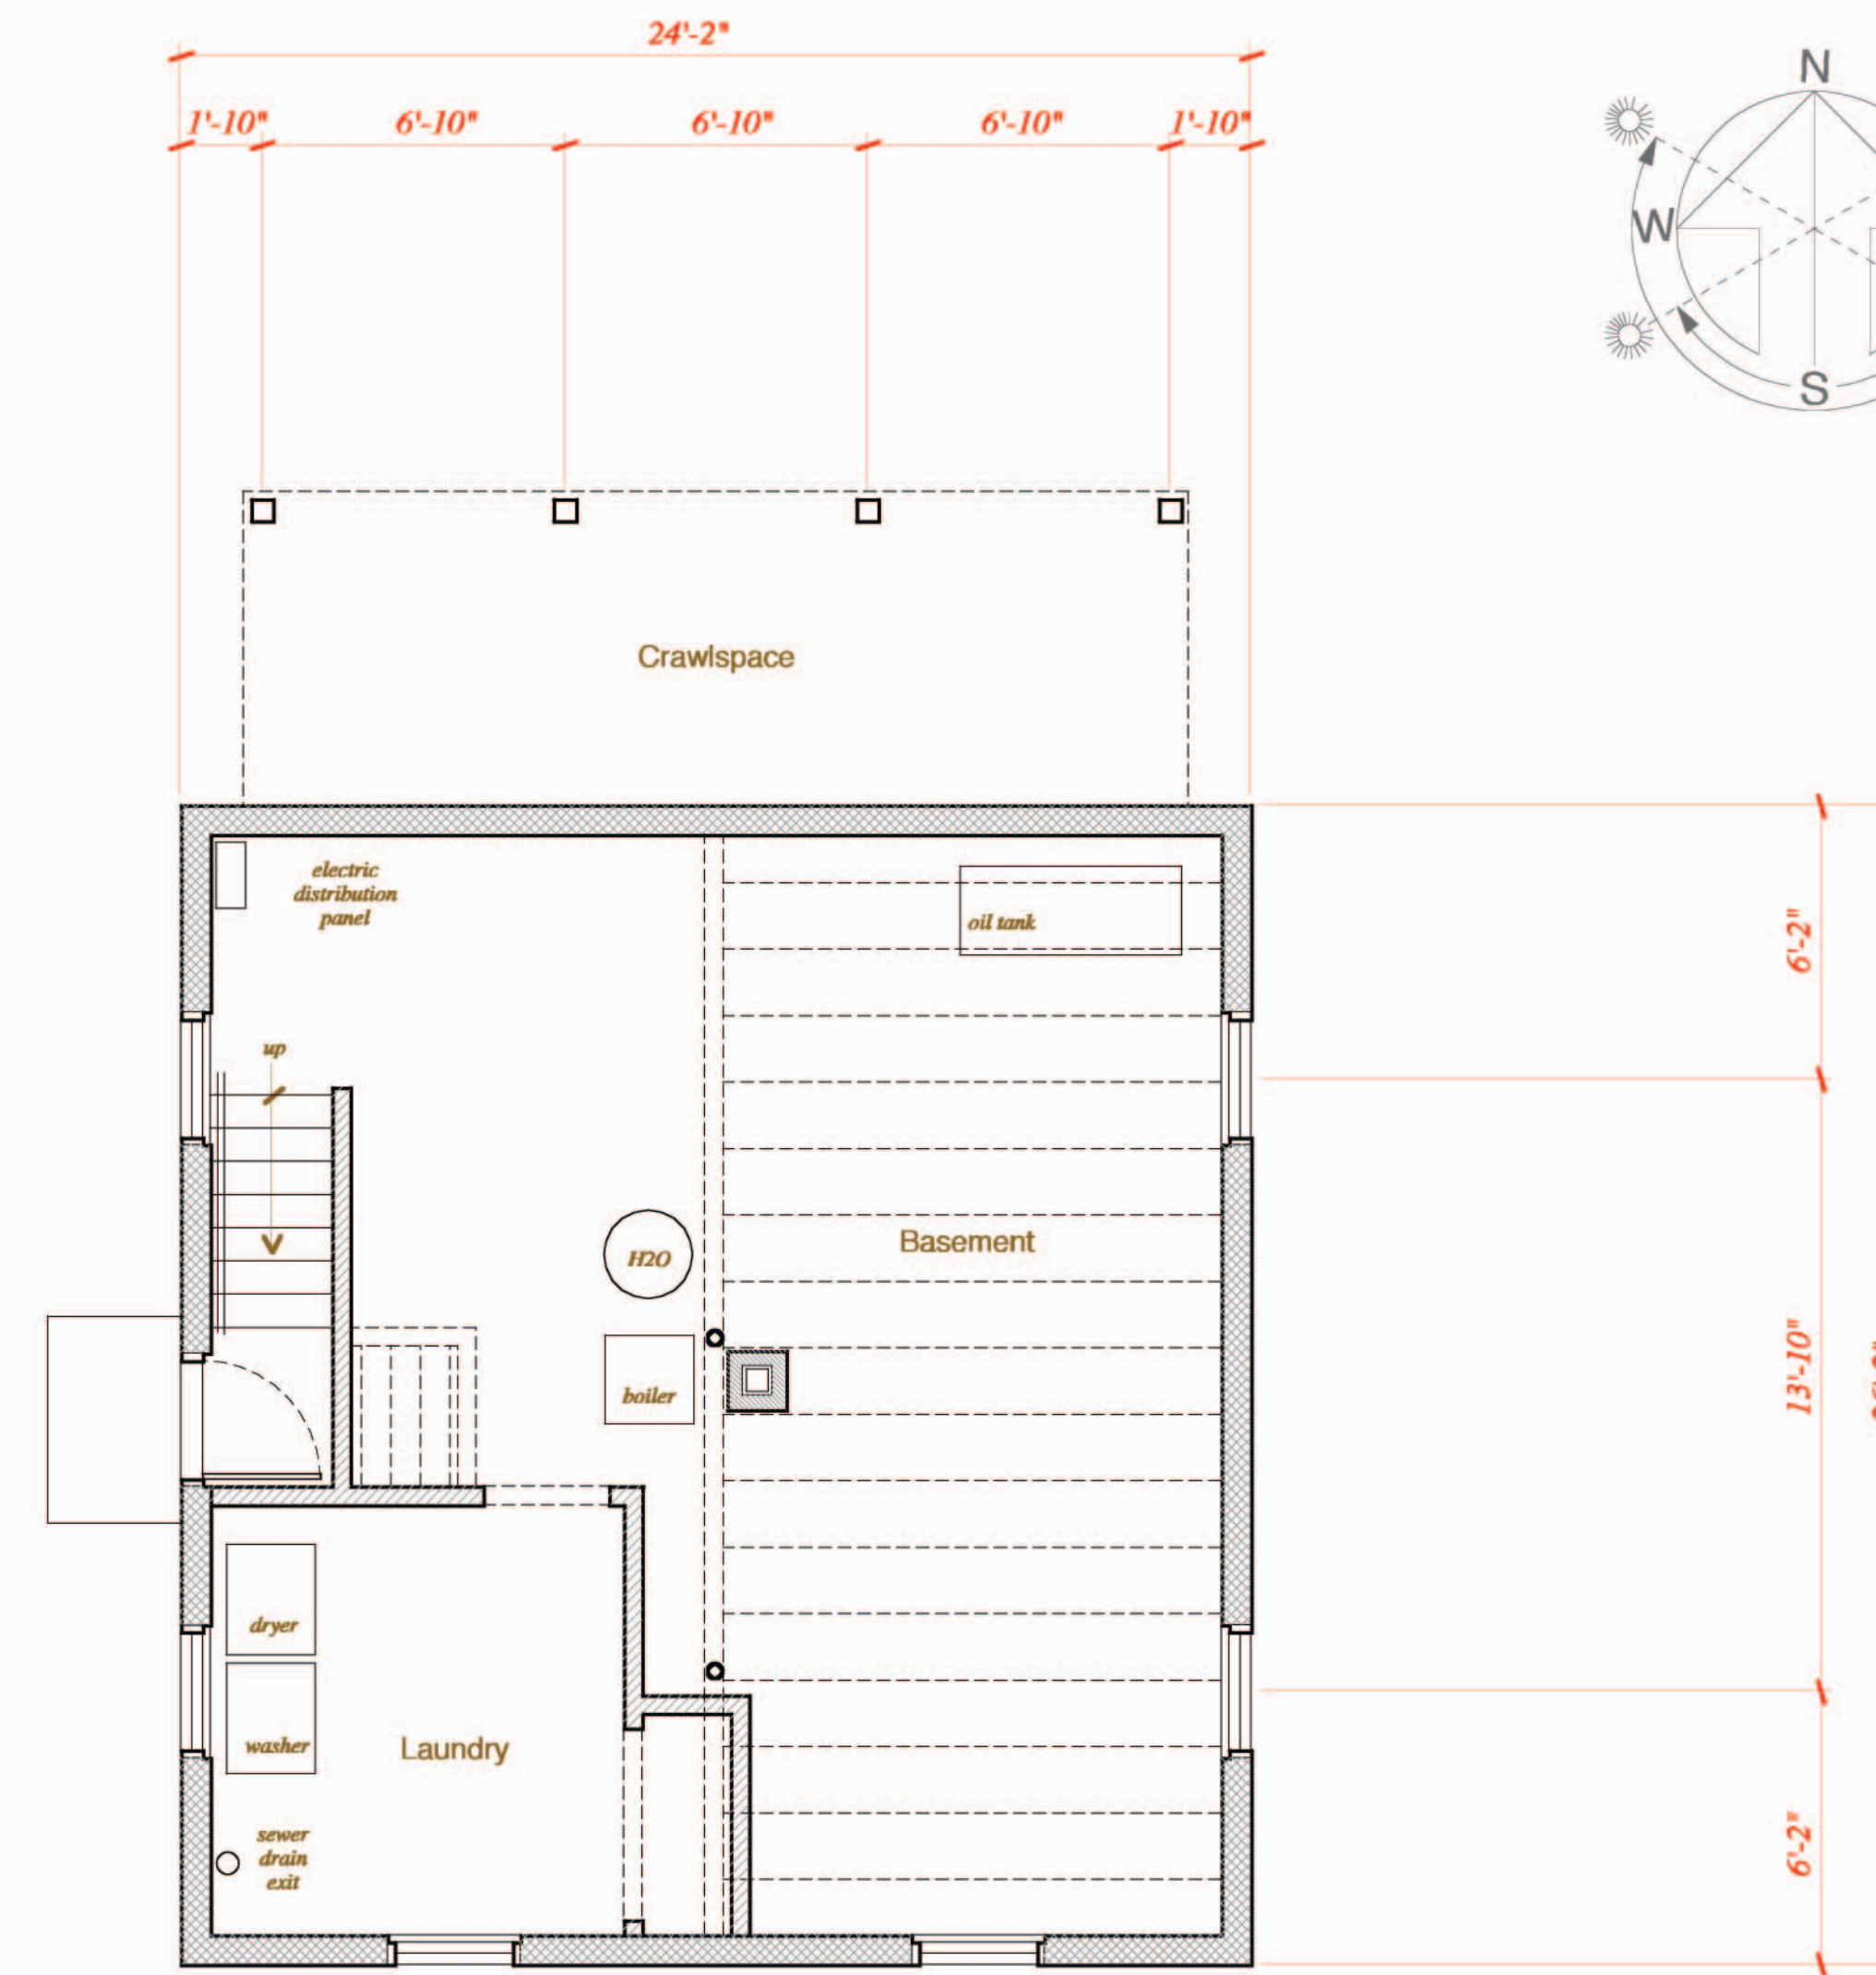 24'-2"
1'-10" 6'-10" 6'-10" 6'-10" 1'-10"
N
W
S
Crawlspace
electric
distribution
panel
oil tank
6'-2"
up
H2O
Basement
boiler
13'-10"
dryer
washer
Laundry
sewer
drain
exit
6'-2"